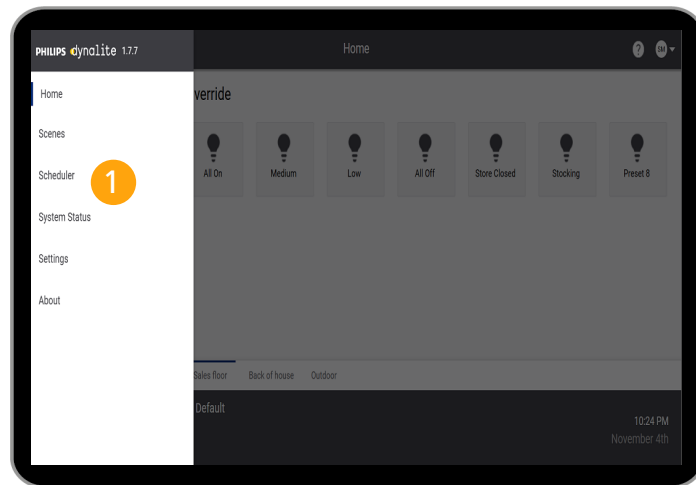 PHILIPS dynalite 1.7.7
Home
? SM
Home
Scenes
Scheduler
1
System Status
Settings
About
verride
All On
Medium
Low
All Off
Store Closed
Stocking
Preset 8
Sales floor
Back of house
Outdoor
Default
10:24 PM
November 4th